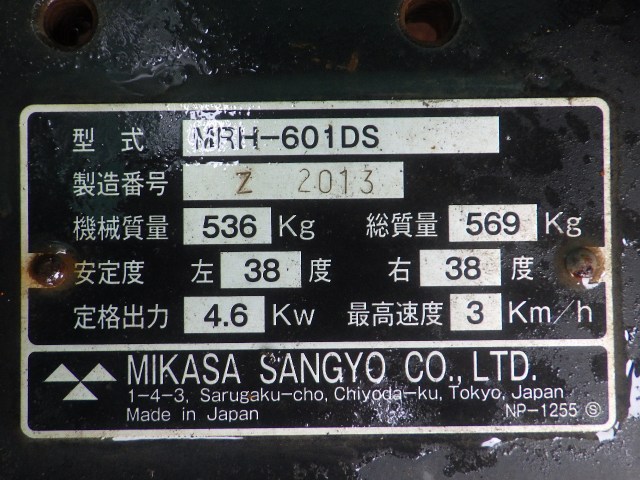 型式 MRH-601DS
製造番号 Z 2013
機械質量 536 Kg 総質量 569 Kg
安定度 左 38 度 右 38 度
定格出力 4.6 Kw 最高速度 3 Km/h
MIKASA SANGYO CO., LTD.
1-4-3, Sarugaku-cho, Chiyoda-ku, Tokyo, Japan
Made in Japan NP-1255 Ⓢ